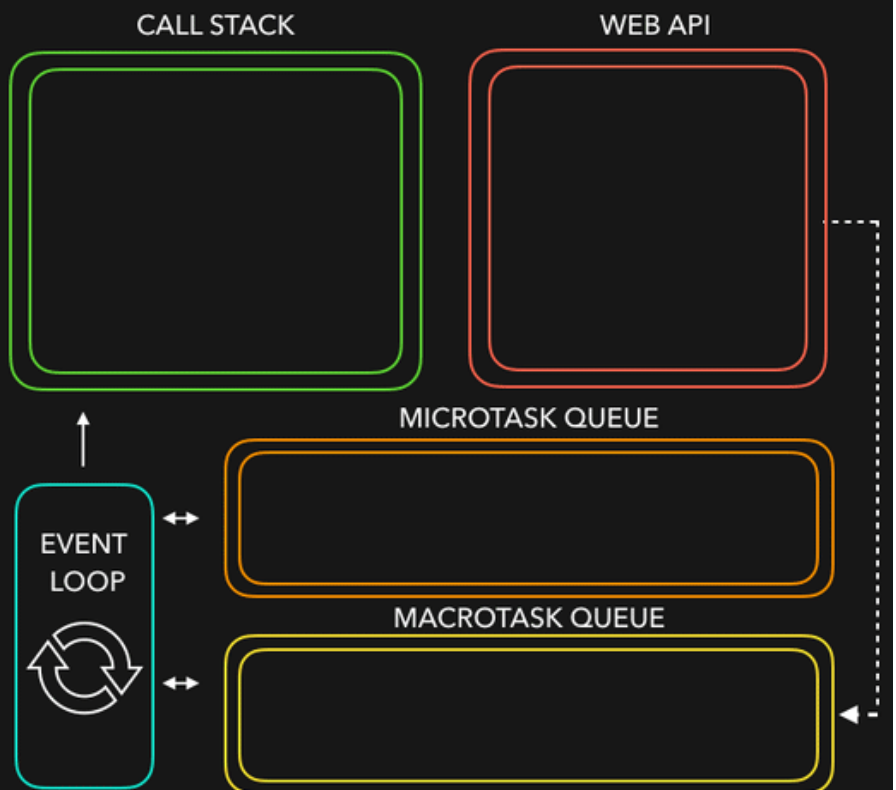 CALL STACK
WEB API
MICROTASK QUEUE
EVENT
LOOP
MACROTASK QUEUE